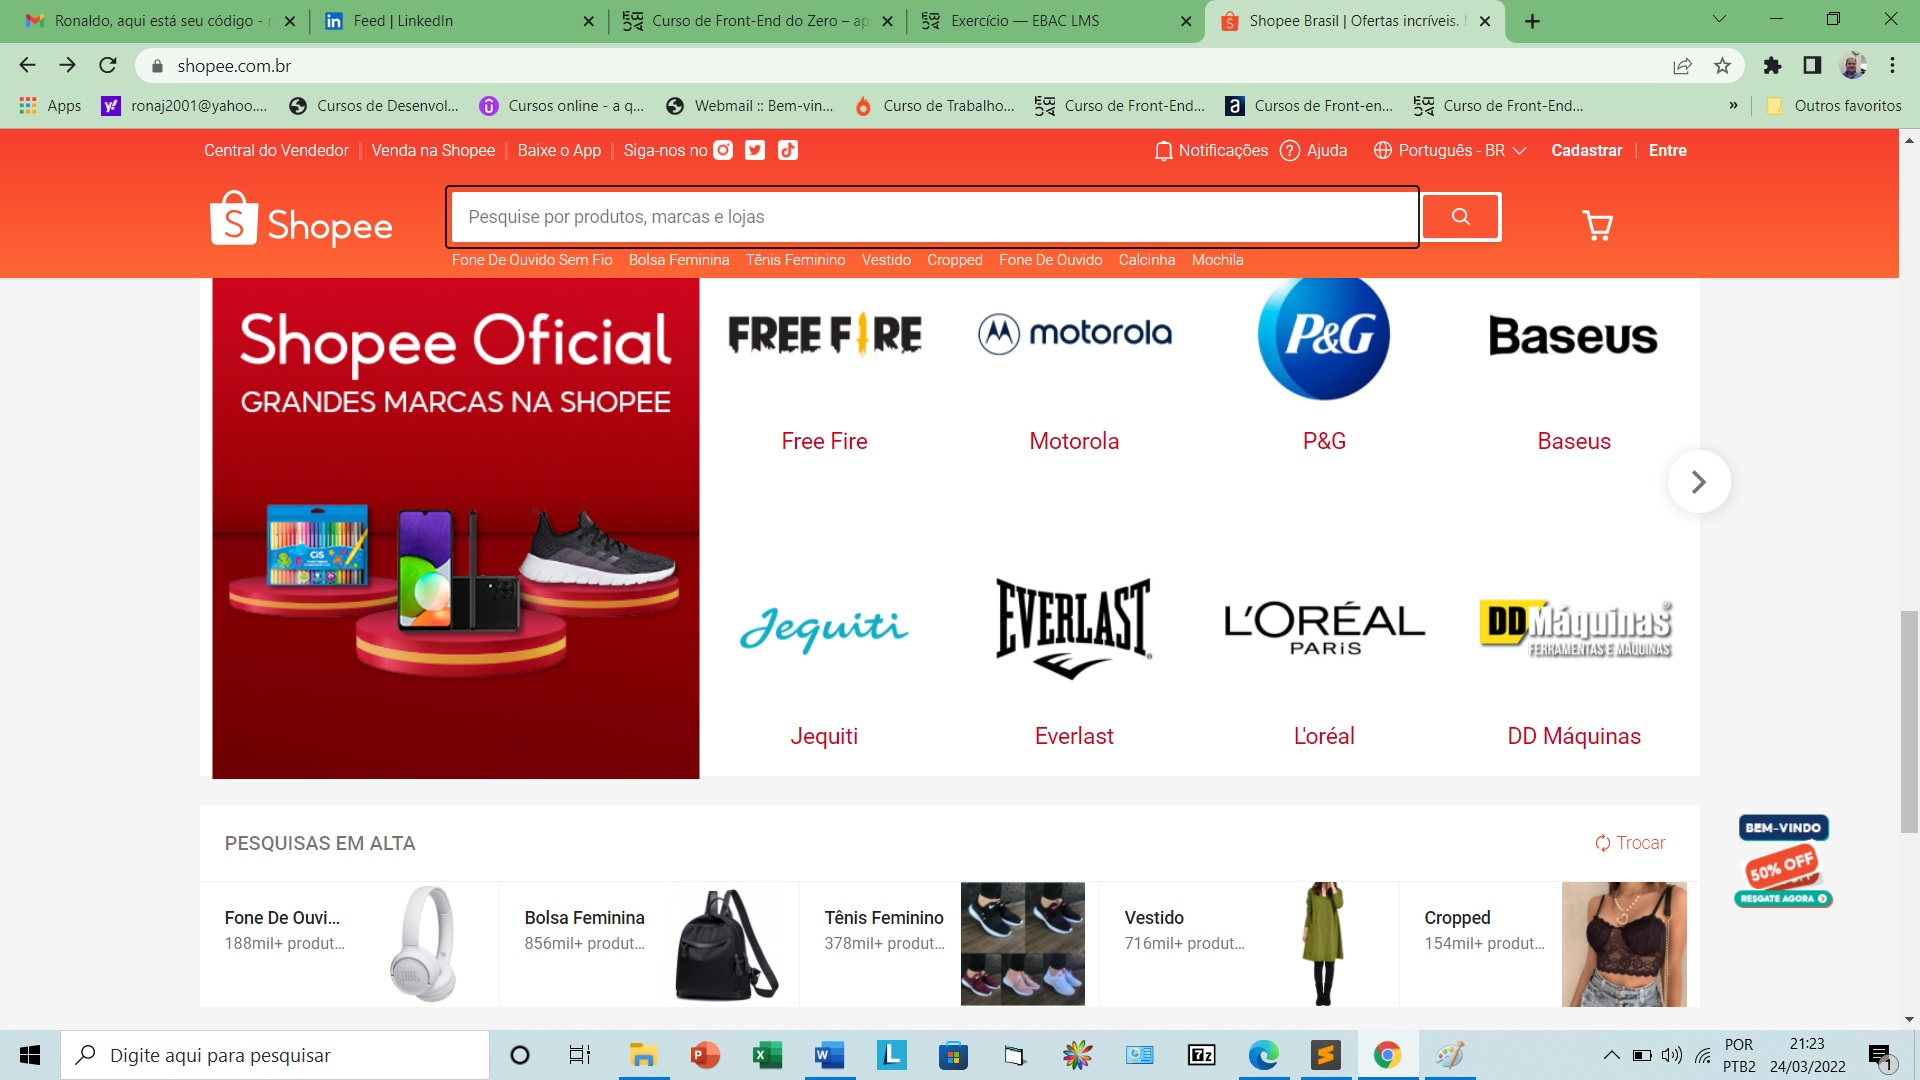 Ronaldo, aqui está seu código - r
Feed | LinkedIn
Curso de Front-End do Zero – ap
Exercício — EBAC LMS
Shopee Brasil | Ofertas incríveis. M
shopee.com.br
Apps
ronaj2001@yahoo....
Cursos de Desenvol...
Cursos online - a q...
Webmail :: Bem-vin...
Curso de Trabalho...
Curso de Front-End...
Cursos de Front-en...
Curso de Front-End...
»
Outros favoritos
Central do Vendedor
Venda na Shopee
Baixe o App
Siga-nos no
Notificações
Ajuda
Português - BR
Cadastrar
Entre
Shopee
Pesquise por produtos, marcas e lojas
Fone De Ouvido Sem Fio
Bolsa Feminina
Tênis Feminino
Vestido
Cropped
Fone De Ouvido
Calcinha
Mochila
Shopee Oficial
GRANDES MARCAS NA SHOPEE
CiS
FREE FIRE
motorola
P&G
Baseus
Free Fire
Motorola
P&G
Baseus
Jequiti
EVERLAST
L'ORÉAL
PARIS
DD Máquinas
FERRAMENTAS E MÁQUINAS
Jequiti
Everlast
L'oréal
DD Máquinas
PESQUISAS EM ALTA
Trocar
BEM-VINDO
50% OFF
RESGATE AGORA
Fone De Ouvi...
188mil+ produt...
JBL
Bolsa Feminina
856mil+ produt...
Tênis Feminino
378mil+ produt...
Vestido
716mil+ produt...
Cropped
154mil+ produt...
Digite aqui para pesquisar
POR
PTB2
21:23
24/03/2022
1